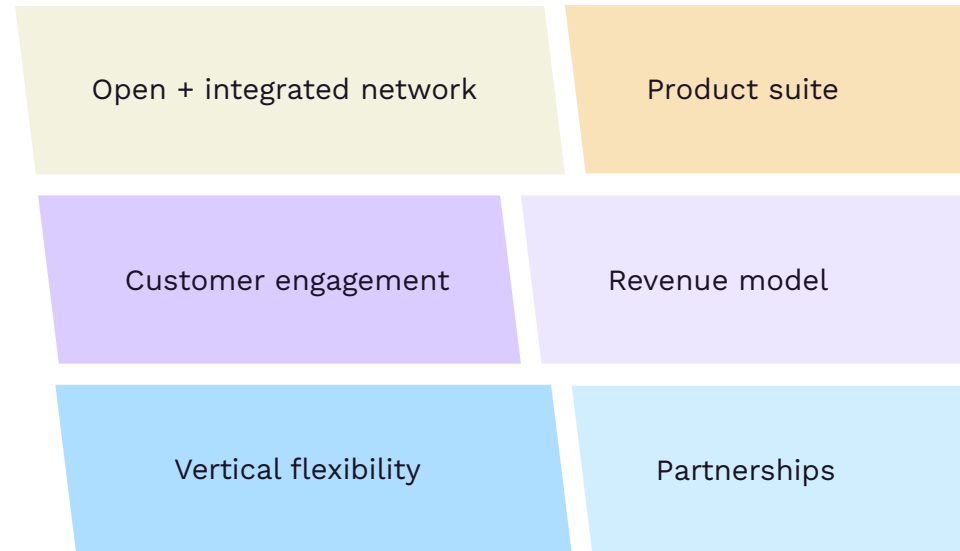 Open + integrated network
Product suite
Customer engagement
Revenue model
Vertical flexibility
Partnerships